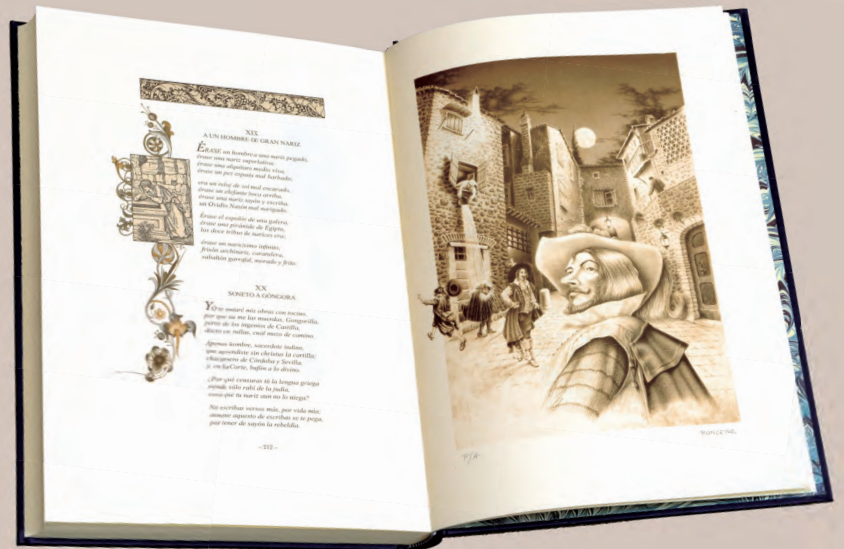 XIX
A UN HOMBRE DE GRAN NARIZ
ÉRASE un hombre a una nariz pegado,
érase una nariz superlativa,
érase una alquitara medio viva,
érase un pez espada mal barbado.
era un reloj de sol mal encarado,
érase un elefante boca arriba,
érase una nariz sayón y escriba,
un Ovidio Nasón mal narigado.
Érase el espolón de una galera,
érase una pirámide de Egipto,
las doce tribus de narices era;
érase un naricísimo infinito,
frisón archinariz, caratulera,
sabañón garrafal, morado y frito.
XX
SONETO A GÓNGORA
YO te untaré mis obras con tocino
por que no me las muerdas, Gongorilla,
perro de los ingenios de Castilla,
docto en pullas, cual mozo de camino.
Apenas hombre, sacerdote indino,
que aprendiste sin christus la cartilla;
chocarrero de Córdoba y Sevilla,
y en la Corte, bufón a lo divino.
¿Por qué censuras tú la lengua griega
siendo sólo rabí de la judía,
cosa que tu nariz aun no lo niega?
No escribas versos más, por vida mía;
aunque aquesto de escribas se te pega,
por tener de sayón la rebeldía.
- 212 -
P/A